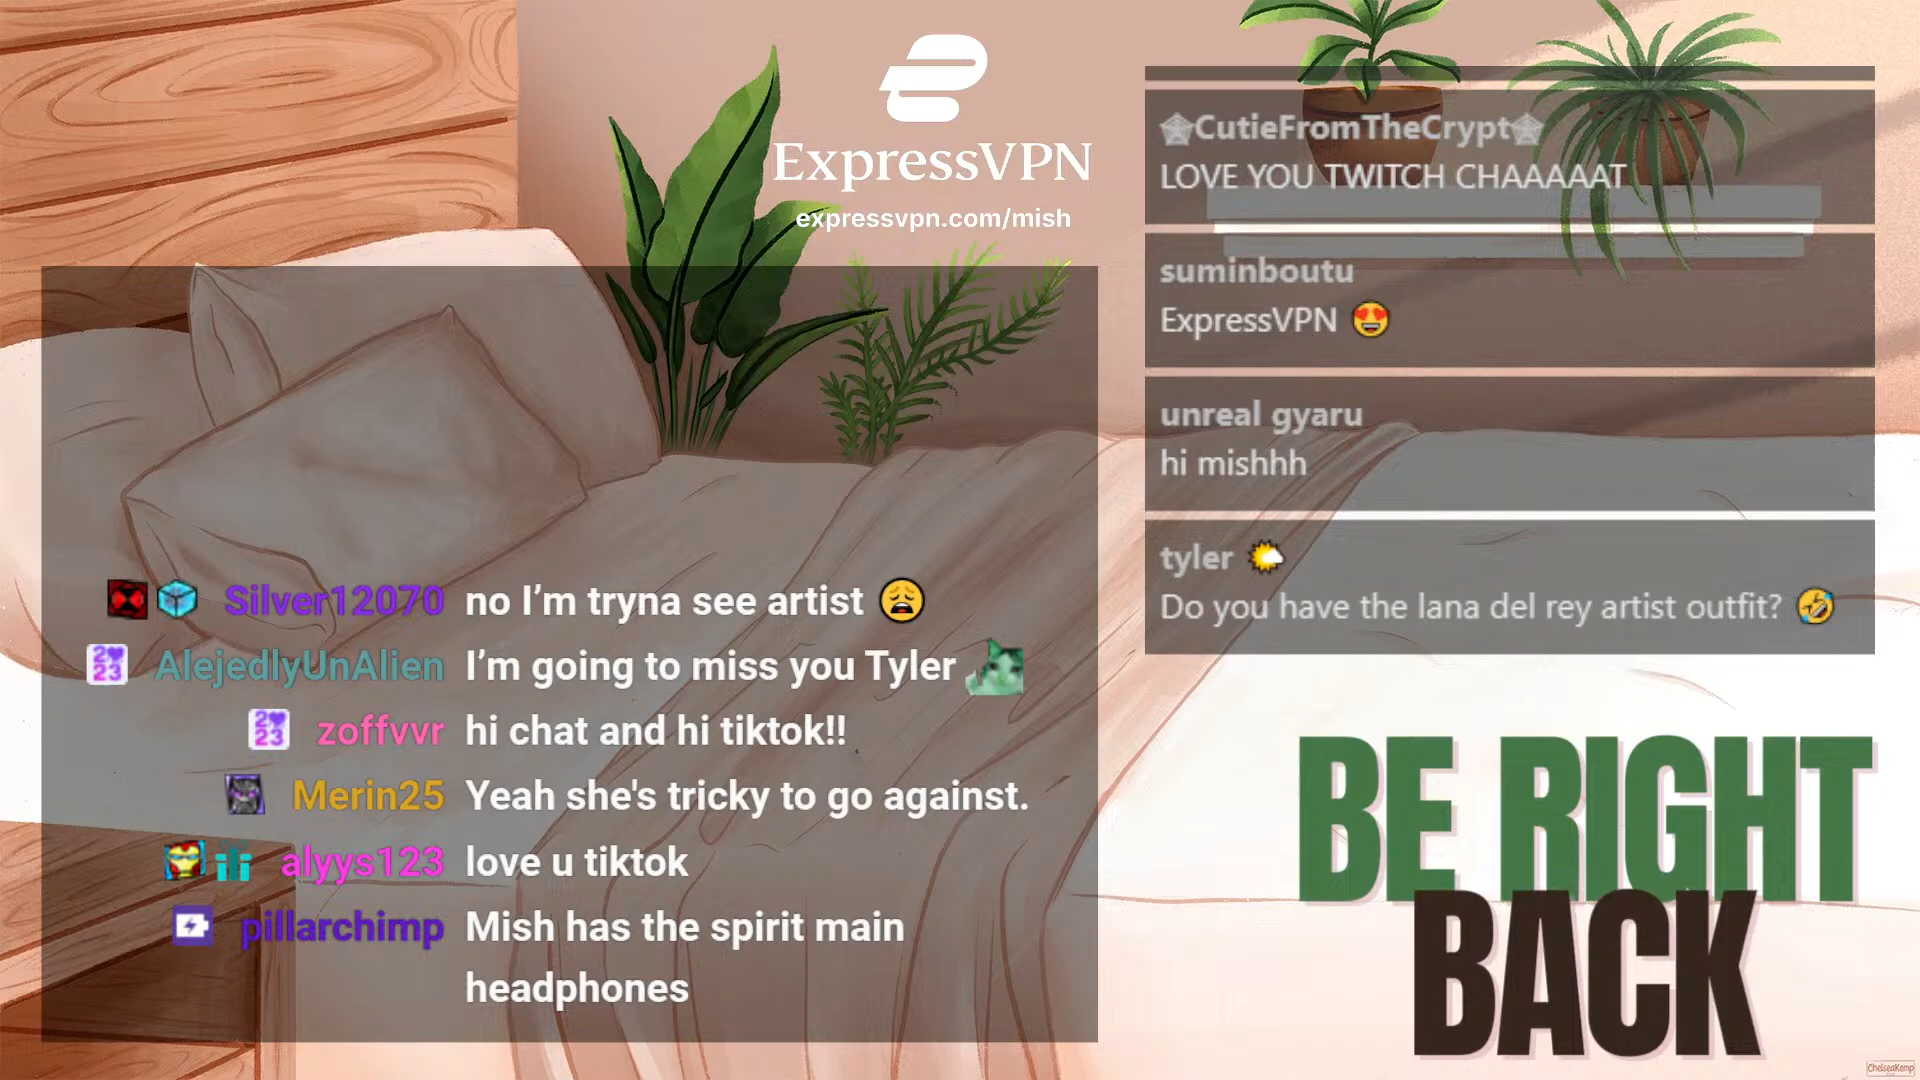 ExpressVPN
expressvpn.com/mish
Silver12070 no I’m tryna see artist 😩
AlejedlyUnAlien I’m going to miss you Tyler
zoffvvr hi chat and hi tiktok!!
Merin25 Yeah she's tricky to go against.
alyys123 love u tiktok
pillarchimp Mish has the spirit main
headphones
CutieFromTheCrypt
LOVE YOU TWITCH CHAAAAAT
suminboutu
ExpressVPN 😍
unreal gyaru
hi mishhh
tyler 🌤
Do you have the lana del rey artist outfit? 🤣
BE RIGHT
BACK
ChelseaKemp